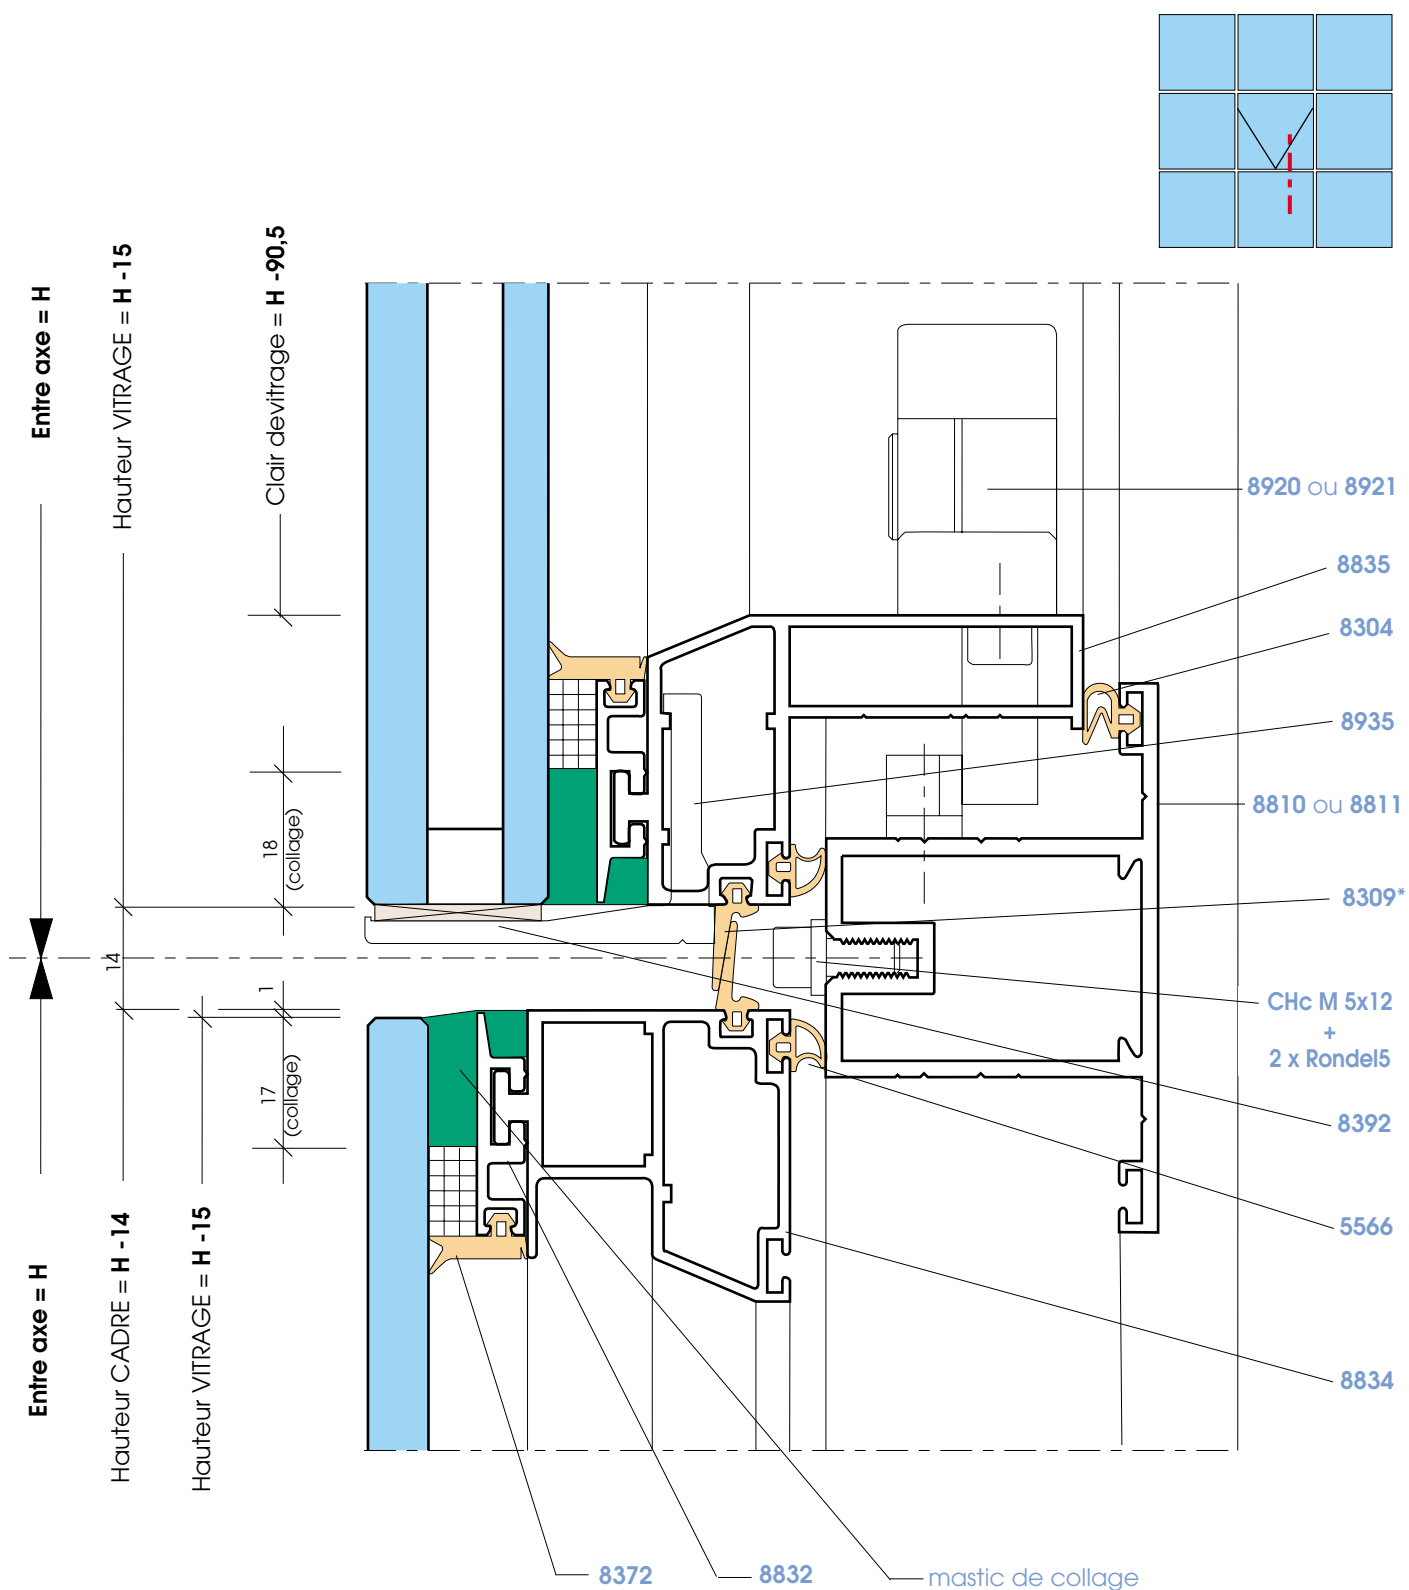 Entre axe = H
Hauteur VITRAGE = H -15
Clair devitrage = H -90,5
18
(collage)
14
1
17
(collage)
Entre axe = H
Hauteur CADRE = H -14
Hauteur VITRAGE = H -15
8920 ou 8921
8835
8304
8935
8810 ou 8811
8309*
CHc M 5x12
+
2 x Rondel5
8392
5566
8834
8372
8832
mastic de collage